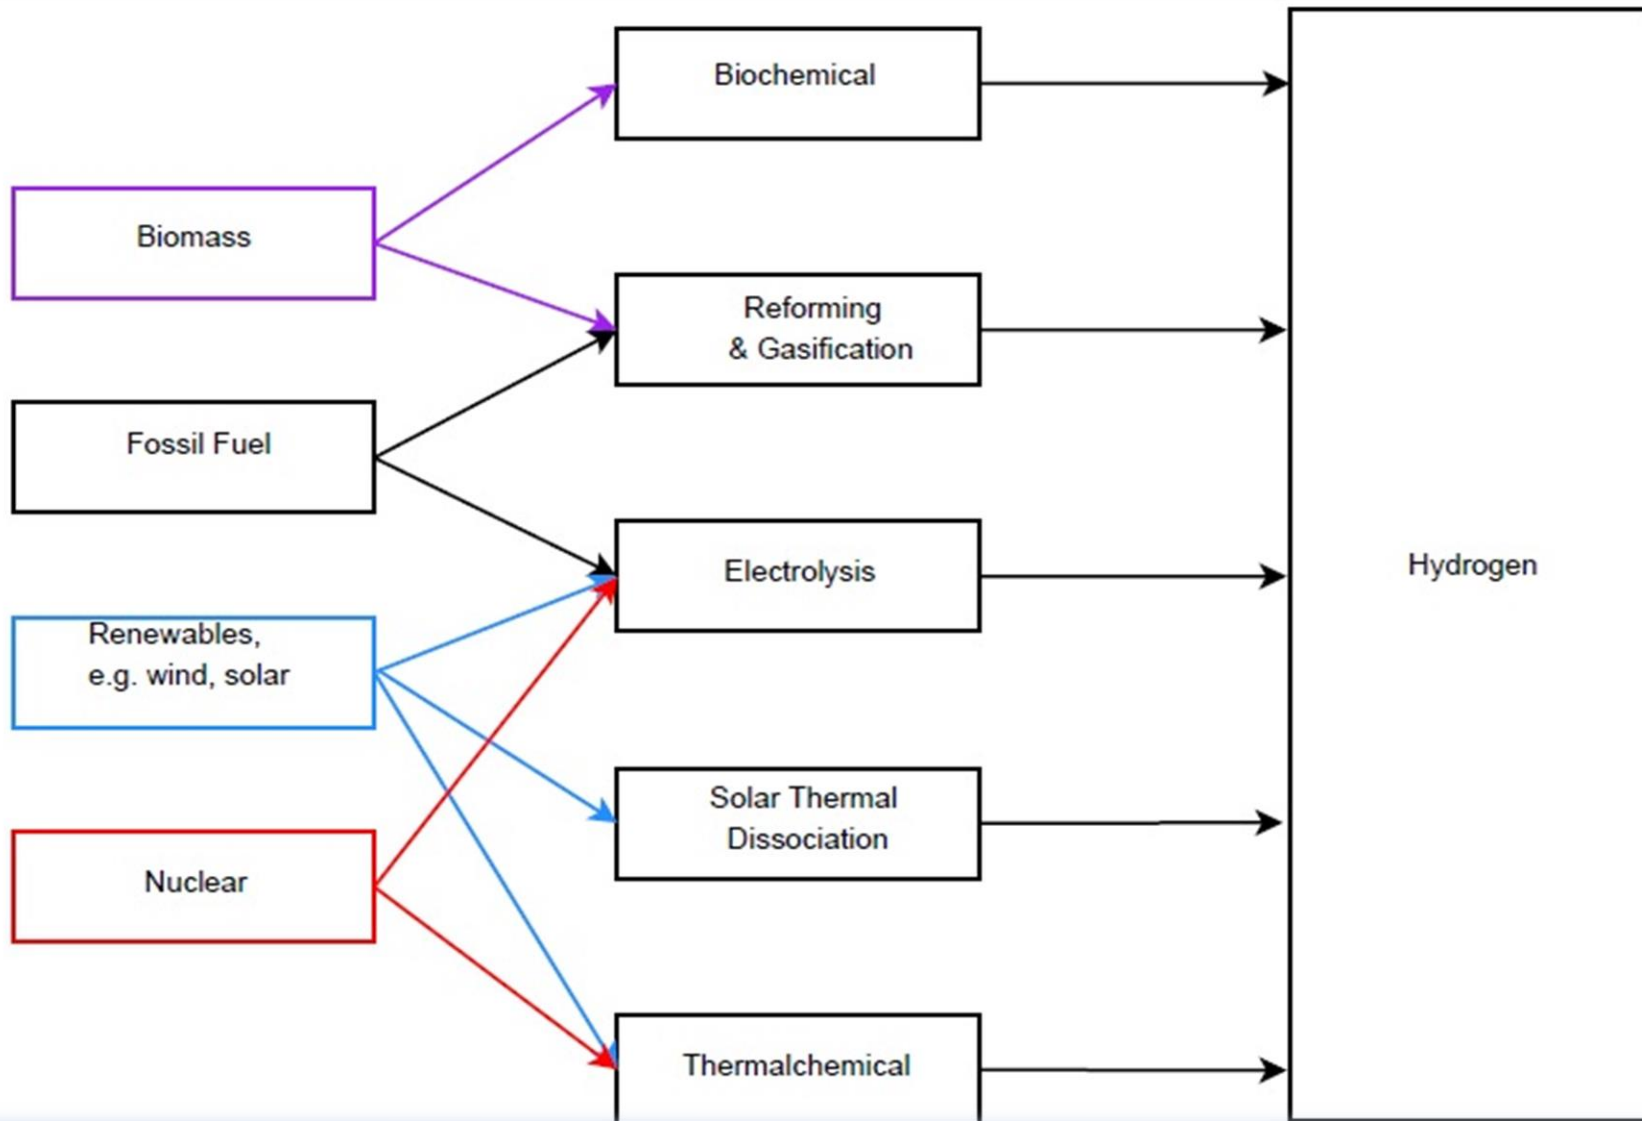 Biomass
Fossil Fuel
Renewables,
e.g. wind, solar
Nuclear
Biochemical
Reforming
& Gasification
Electrolysis
Solar Thermal
Dissociation
Thermalchemical
Hydrogen